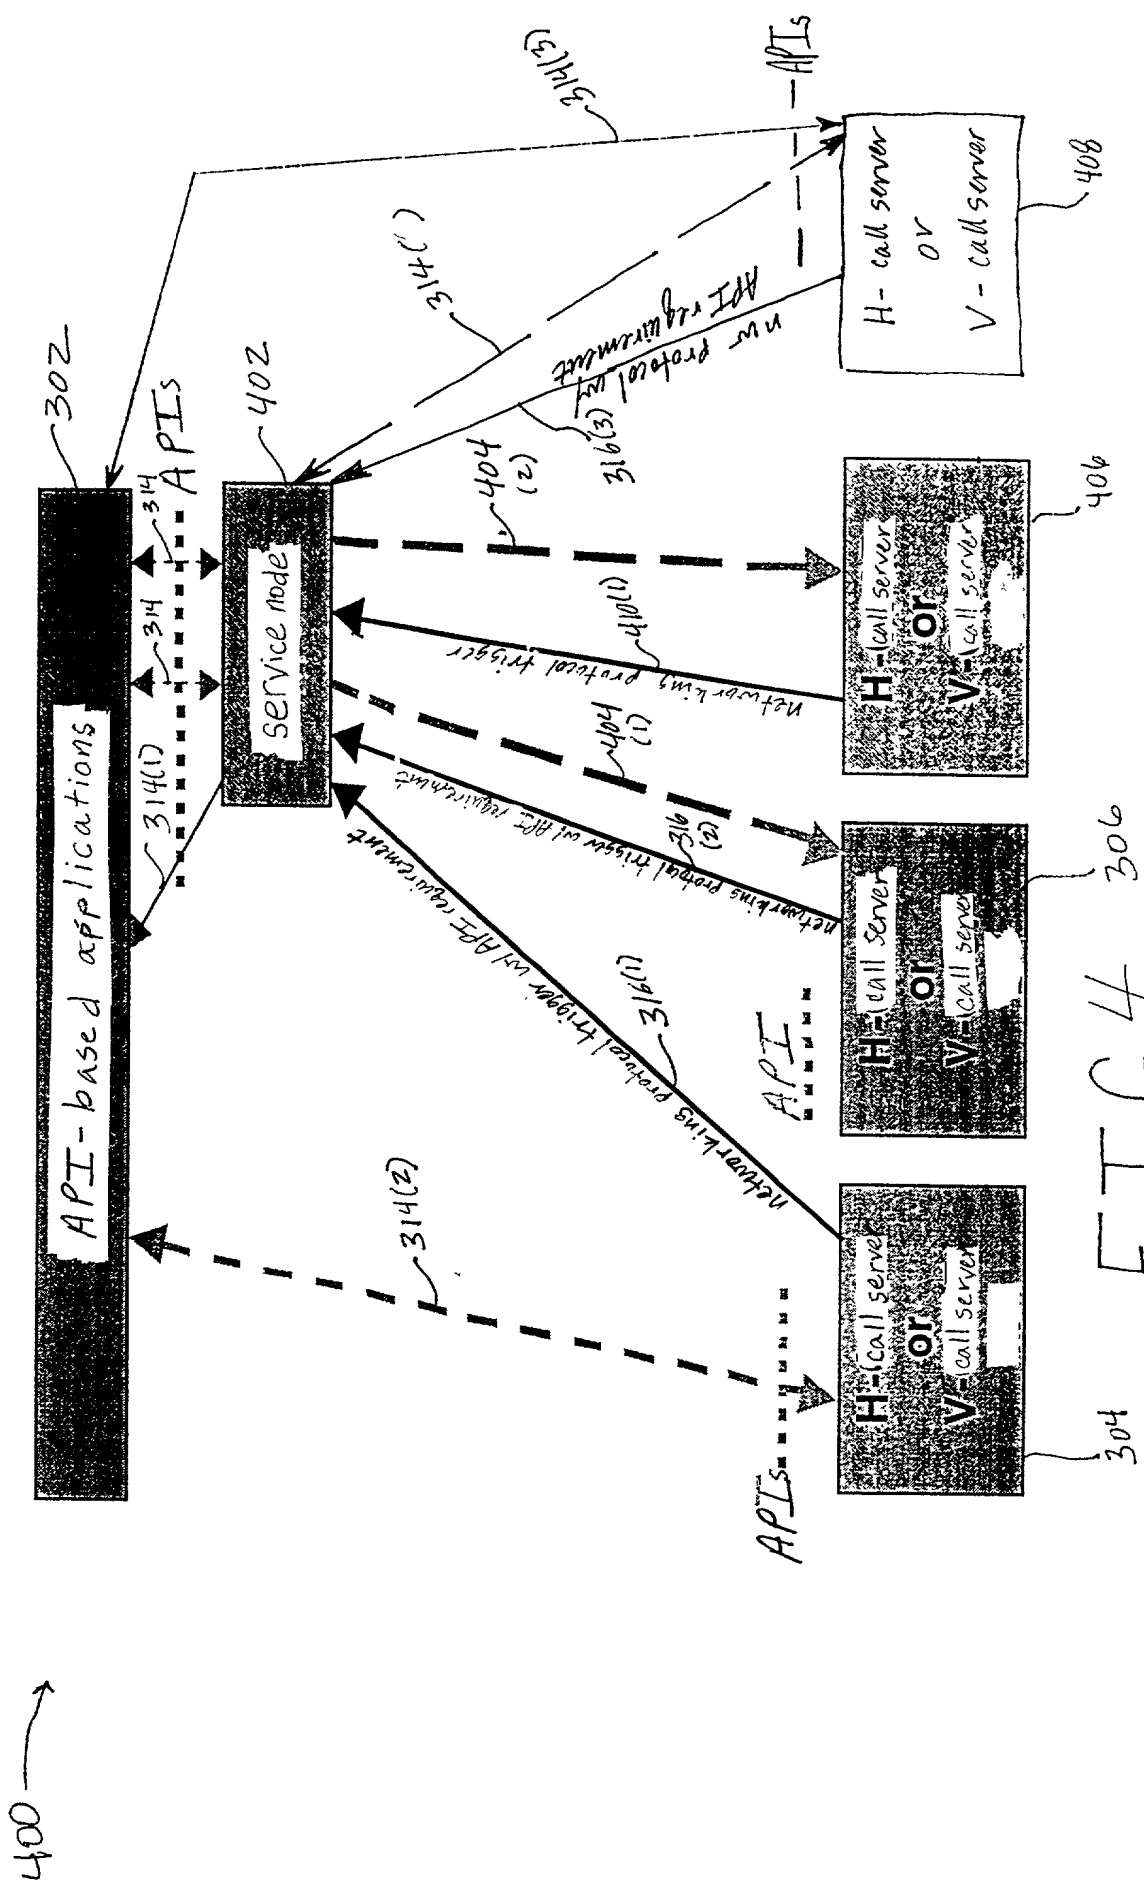 400
302
API-based applications
314(1)
314
314
APIs
402
service node
314(3)
314(1)
314(2)
networking protocol trigger w/ API requirement
316(1)
networking protocol trigger w/ API requirement
316
(2)
404
(1)
networking protocol trigger
410(1)
404
(2)
316(3)
nw protocol w/
API requirement
APIs
API
APIs
H-call server
or
V-call server
304
H-call server
or
V-call server
306
H-call server
or
V-call server
406
H-call server
or
V-call server
408
FIG 4